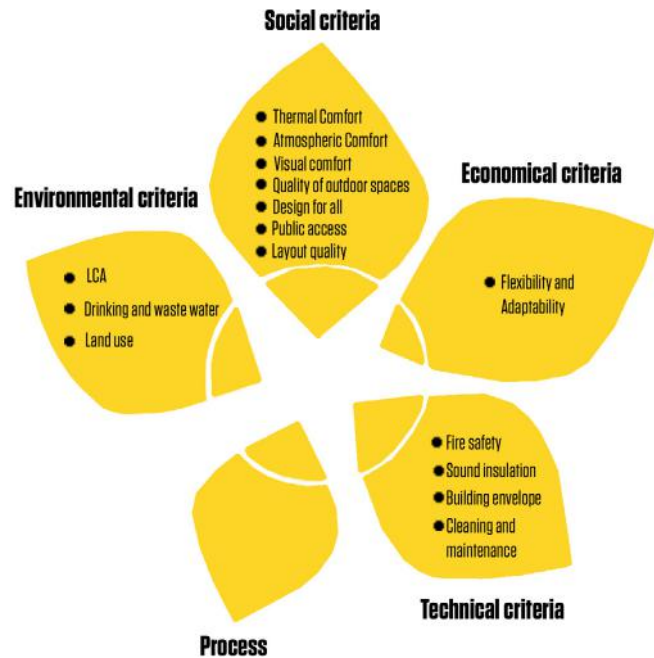 Social criteria
Thermal Comfort
Atmospheric Comfort
Visual comfort
Quality of outdoor spaces
Design for all
Public access
Layout quality
Economical criteria
Flexibility and
Adaptability
Environmental criteria
LCA
Drinking and waste water
Land use
Fire safety
Sound insulation
Building envelope
Cleaning and
maintenance
Technical criteria
Process